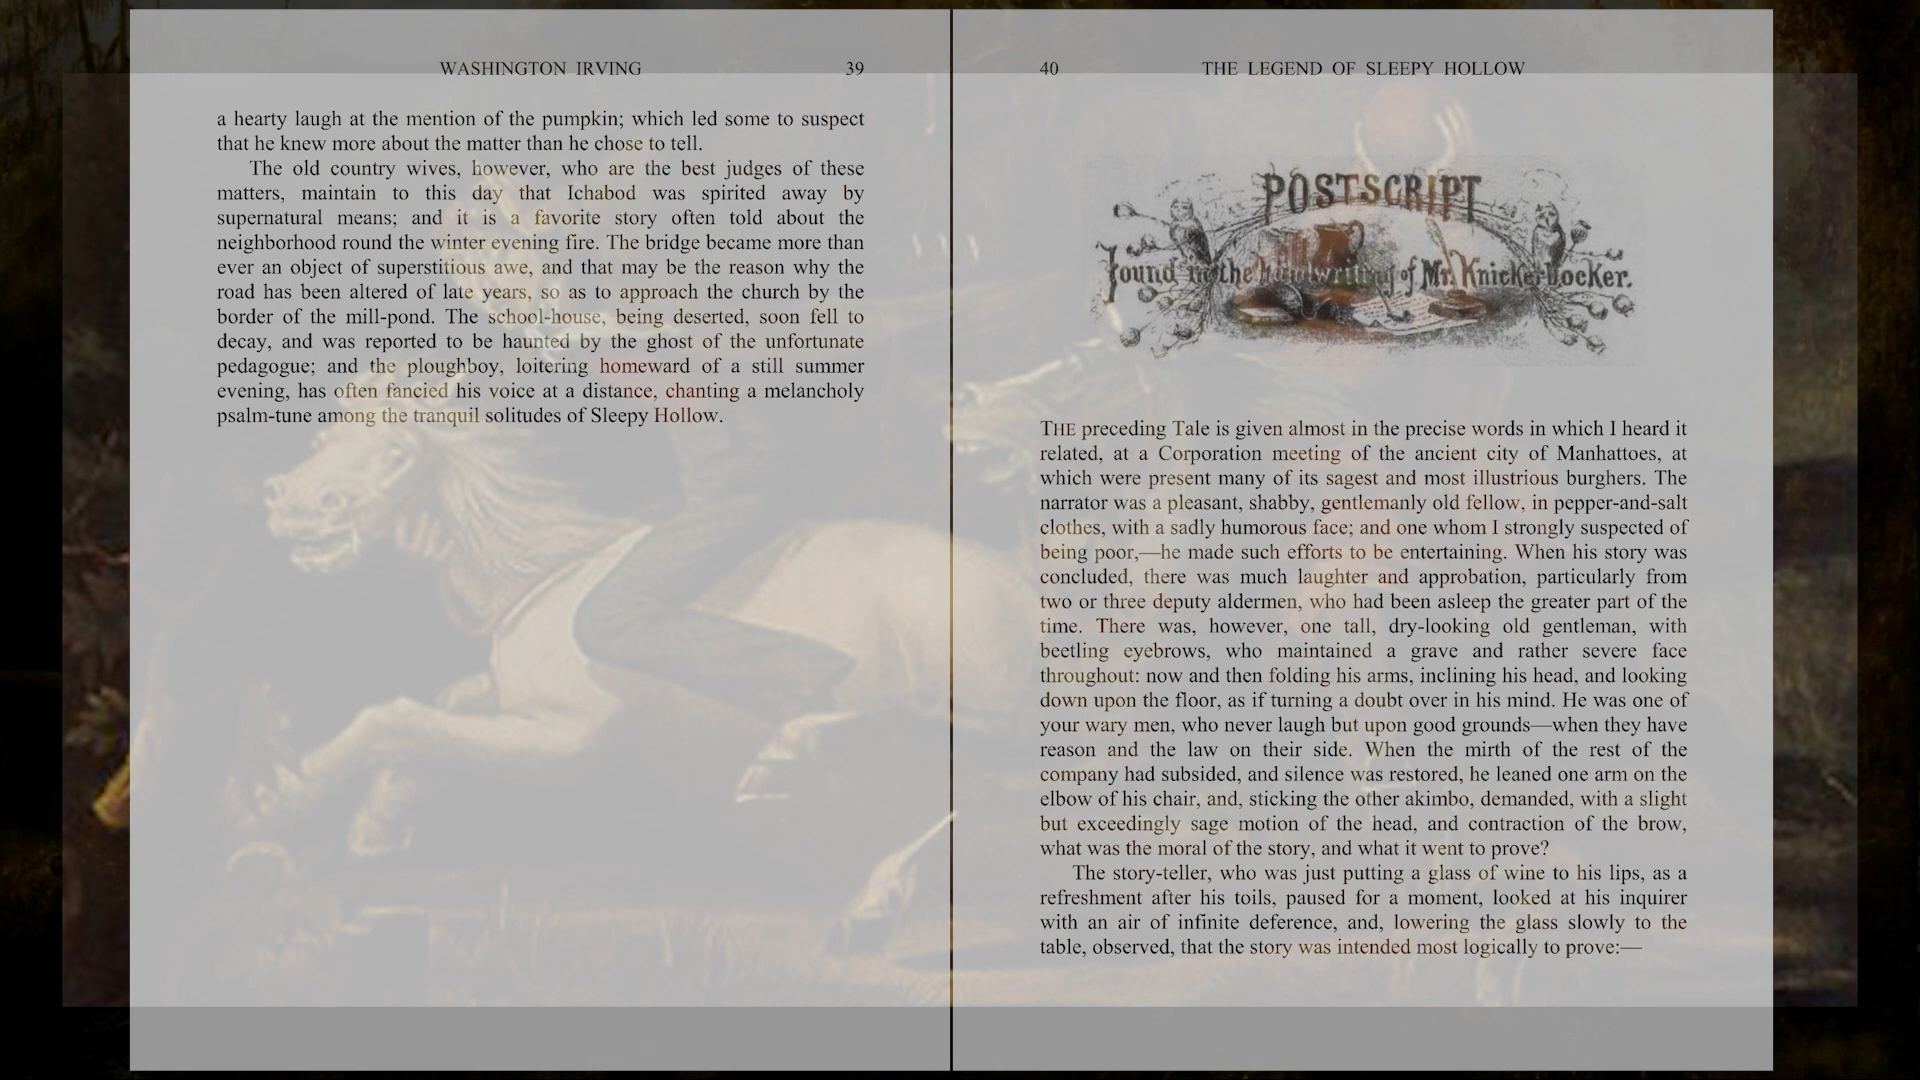 WASHINGTON IRVING 39
a hearty laugh at the mention of the pumpkin; which led some to suspect
that he knew more about the matter than he chose to tell.
The old country wives, however, who are the best judges of these
matters, maintain to this day that Ichabod was spirited away by
supernatural means; and it is a favorite story often told about the
neighborhood round the winter evening fire. The bridge became more than
ever an object of superstitious awe, and that may be the reason why the
road has been altered of late years, so as to approach the church by the
border of the mill-pond. The school-house, being deserted, soon fell to
decay, and was reported to be haunted by the ghost of the unfortunate
pedagogue; and the ploughboy, loitering homeward of a still summer
evening, has often fancied his voice at a distance, chanting a melancholy
psalm-tune among the tranquil solitudes of Sleepy Hollow.
40 THE LEGEND OF SLEEPY HOLLOW
POSTSCRIPT
Found in the Handwriting of Mr. Knickerbocker.
THE preceding Tale is given almost in the precise words in which I heard it
related, at a Corporation meeting of the ancient city of Manhattoes, at
which were present many of its sagest and most illustrious burghers. The
narrator was a pleasant, shabby, gentlemanly old fellow, in pepper-and-salt
clothes, with a sadly humorous face; and one whom I strongly suspected of
being poor,—he made such efforts to be entertaining. When his story was
concluded, there was much laughter and approbation, particularly from
two or three deputy aldermen, who had been asleep the greater part of the
time. There was, however, one tall, dry-looking old gentleman, with
beetling eyebrows, who maintained a grave and rather severe face
throughout: now and then folding his arms, inclining his head, and looking
down upon the floor, as if turning a doubt over in his mind. He was one of
your wary men, who never laugh but upon good grounds—when they have
reason and the law on their side. When the mirth of the rest of the
company had subsided, and silence was restored, he leaned one arm on the
elbow of his chair, and, sticking the other akimbo, demanded, with a slight
but exceedingly sage motion of the head, and contraction of the brow,
what was the moral of the story, and what it went to prove?
The story-teller, who was just putting a glass of wine to his lips, as a
refreshment after his toils, paused for a moment, looked at his inquirer
with an air of infinite deference, and, lowering the glass slowly to the
table, observed, that the story was intended most logically to prove:—